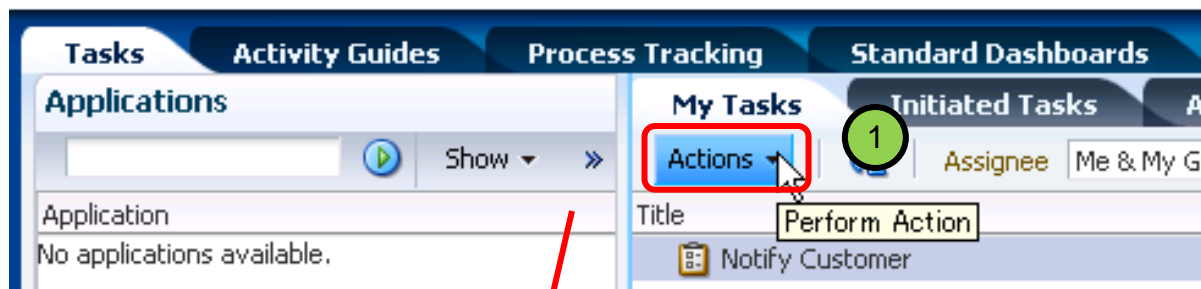 Tasks Activity Guides Process Tracking Standard Dashboards
Applications
My Tasks Initiated Tasks
Show » Actions 1 Assignee Me & My G
Application Title Perform Action
No applications available. Notify Customer